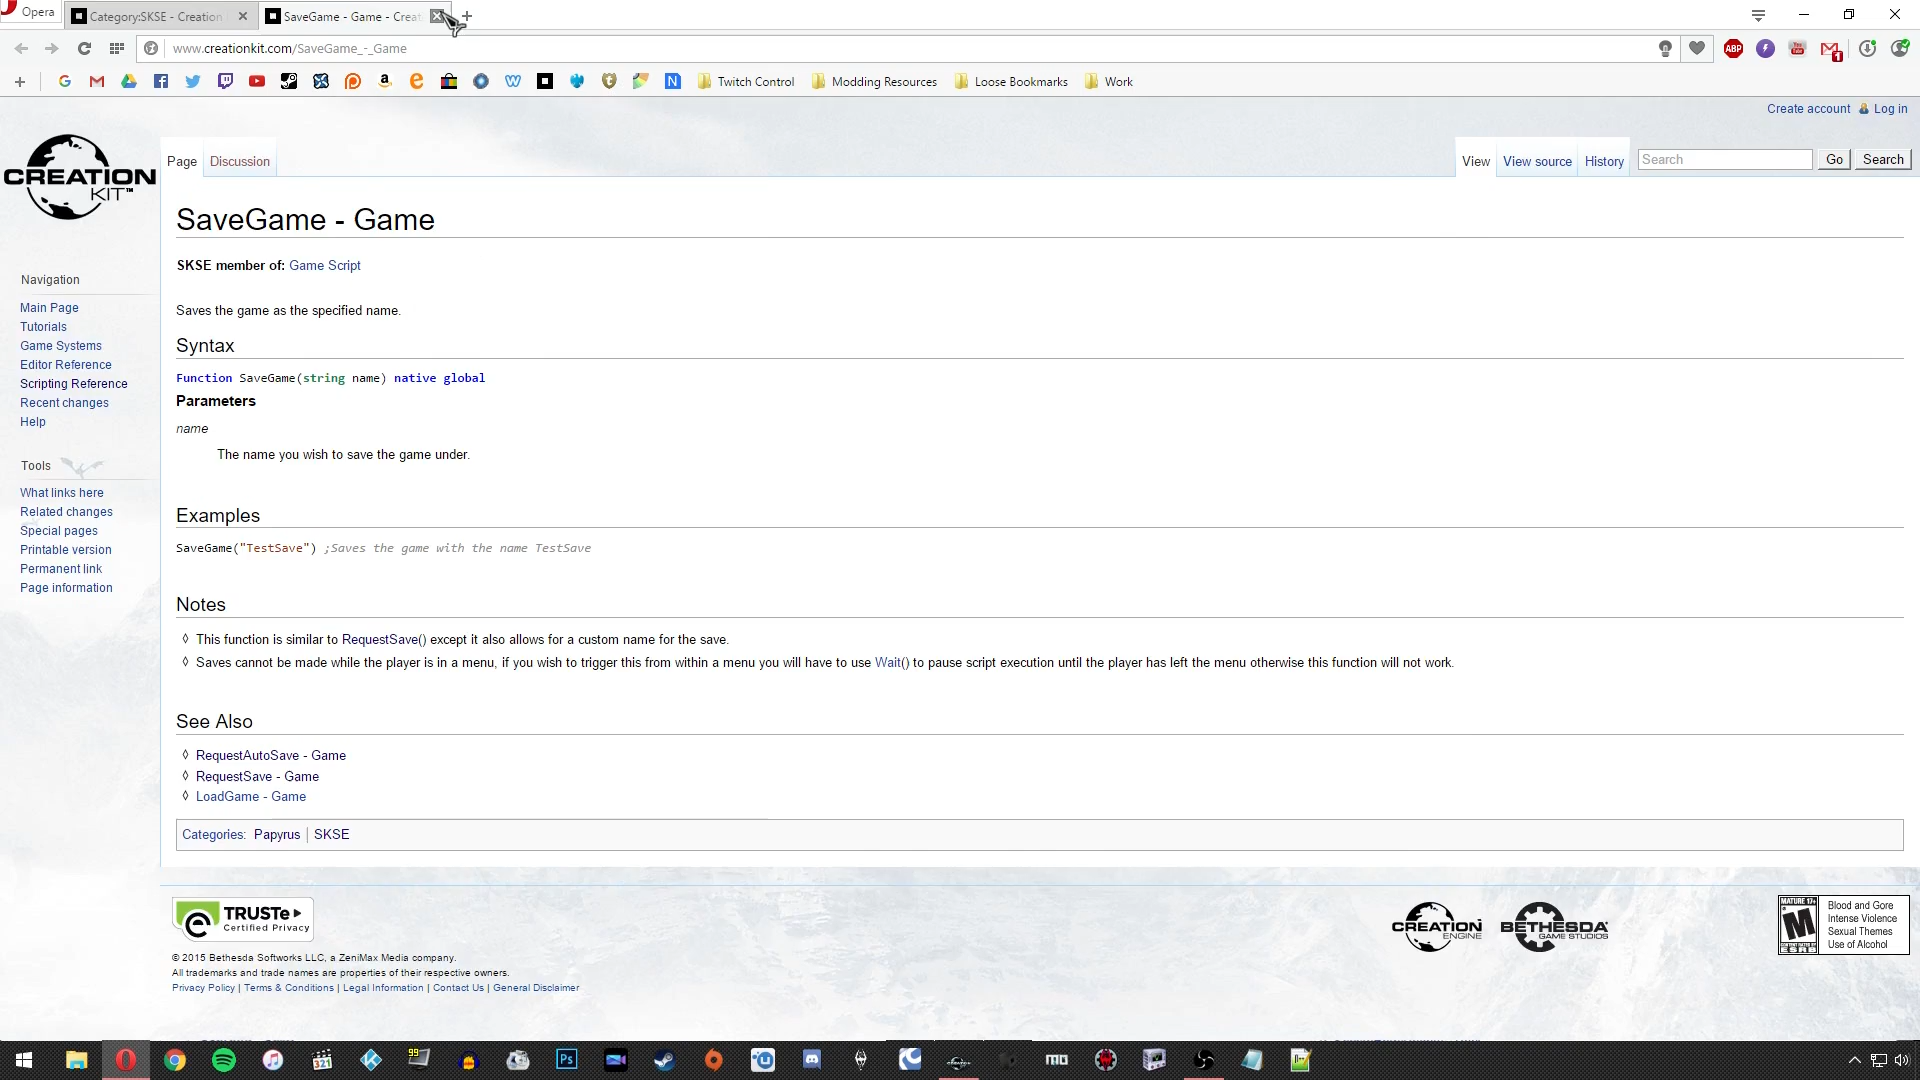 Opera
Category:SKSE - Creation
SaveGame - Game - Creat
www.creationkit.com/SaveGame_-_Game
ABP
1
Twitch Control
Modding Resources
Loose Bookmarks
Work
Create account
Log in
CREATION
KIT™
Page
Discussion
View
View source
History
Search
Go
Search
SaveGame - Game
SKSE member of: Game Script
Saves the game as the specified name.
Syntax
Function SaveGame(string name) native global
Parameters
name
The name you wish to save the game under.
Examples
SaveGame("TestSave") ;Saves the game with the name TestSave
Notes
◊ This function is similar to RequestSave() except it also allows for a custom name for the save.
◊ Saves cannot be made while the player is in a menu, if you wish to trigger this from within a menu you will have to use Wait() to pause script execution until the player has left the menu otherwise this function will not work.
See Also
◊ RequestAutoSave - Game
◊ RequestSave - Game
◊ LoadGame - Game
Categories: Papyrus | SKSE
Navigation
Main Page
Tutorials
Game Systems
Editor Reference
Scripting Reference
Recent changes
Help
Tools
What links here
Related changes
Special pages
Printable version
Permanent link
Page information
TRUSTe
Certified Privacy
© 2015 Bethesda Softworks LLC, a ZeniMax Media company.
All trademarks and trade names are properties of their respective owners.
Privacy Policy | Terms & Conditions | Legal Information | Contact Us | General Disclaimer
CREATION
ENGINE
BETHESDA
GAME STUDIOS
MATURE 17+
M
ESRB
Blood and Gore
Intense Violence
Sexual Themes
Use of Alcohol
321
99
Ps
MO